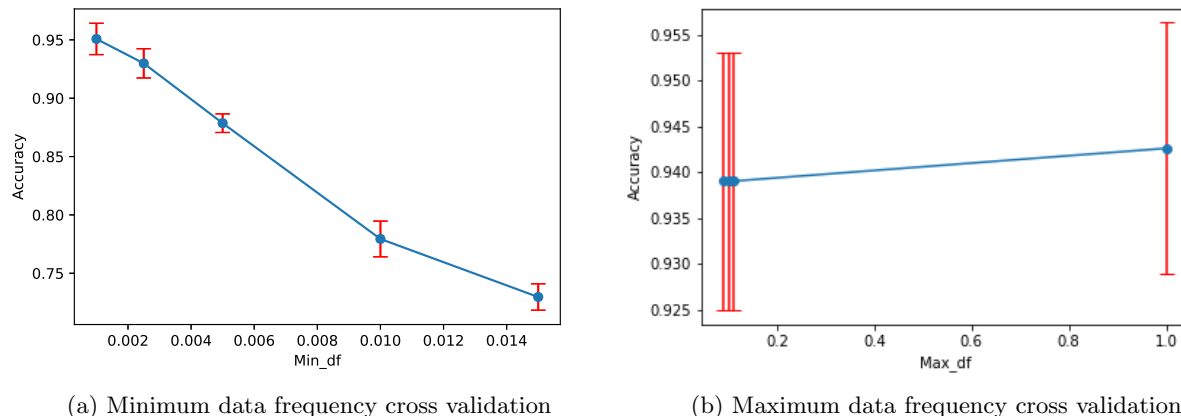 0.95
0.90
0.85
0.80
0.75
Accuracy
0.002 0.004 0.006 0.008 0.010 0.012 0.014
Min_df
(a) Minimum data frequency cross validation
0.955
0.950
0.945
0.940
0.935
0.930
0.925
Accuracy
0.2 0.4 0.6 0.8 1.0
Max_df
(b) Maximum data frequency cross validation